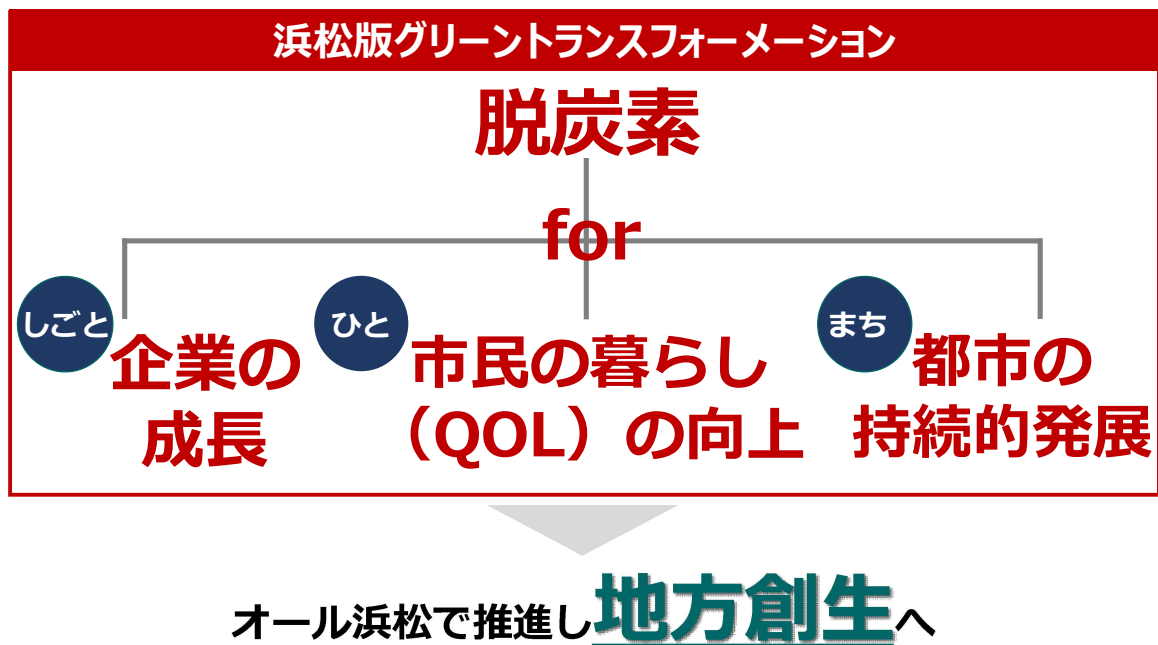 浜松版グリーントランスフォーメーション
脱炭素
for
しごと
企業の
成長
ひと
市民の暮らし
（QOL）の向上
まち
都市の
持続的発展
オール浜松で推進し地方創生へ